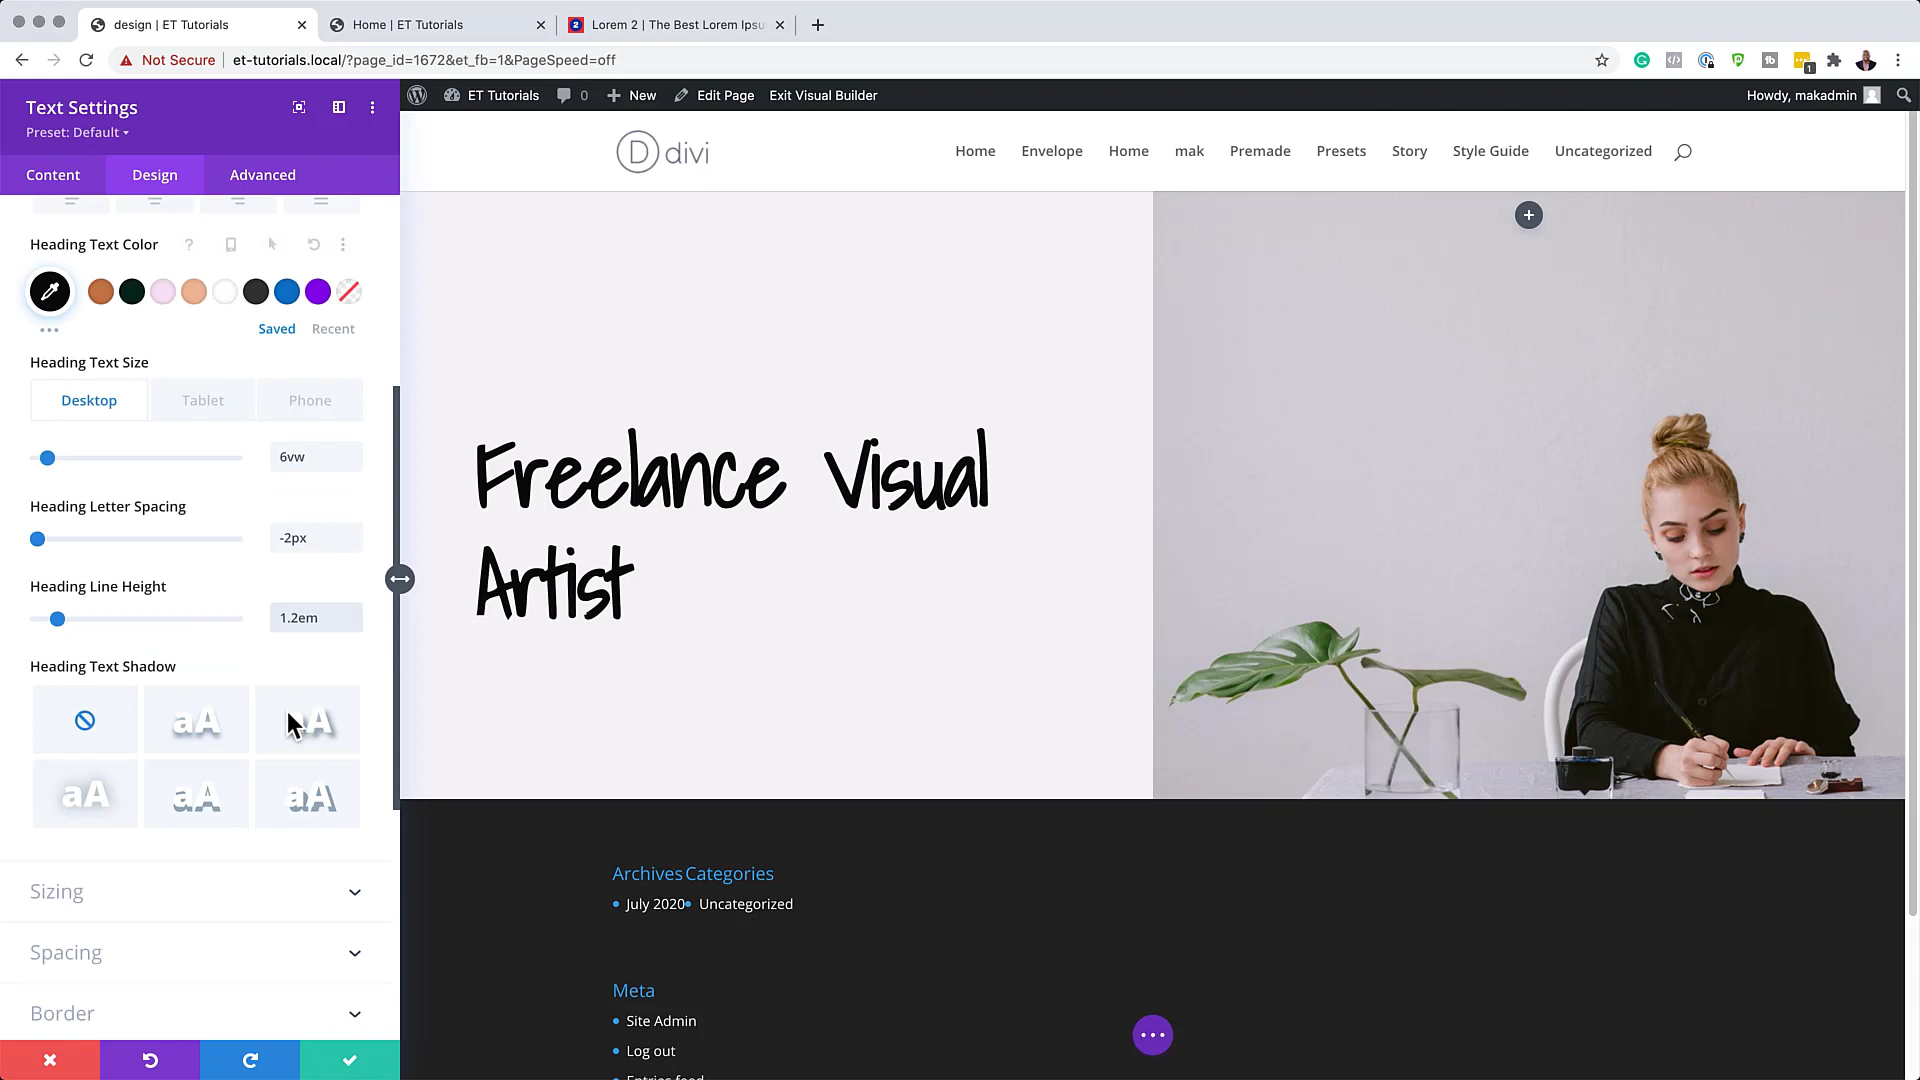 design | ET Tutorials
Home | ET Tutorials
2 Lorem 2 | The Best Lorem Ipsu
Not Secure
et-tutorials.local/?page_id=1672&et_fb=1&PageSpeed=off
1
Text Settings
Preset: Default
Content
Design
Advanced
ET Tutorials
0
New
Edit Page
Exit Visual Builder
Howdy, makadmin
D divi
Home
Envelope
Home
mak
Premade
Presets
Story
Style Guide
Uncategorized
Heading Text Color
Saved
Recent
Heading Text Size
Desktop
Tablet
Phone
6vw
Heading Letter Spacing
-2px
Heading Line Height
1.2em
Heading Text Shadow
aA
aA
aA
aA
aA
Sizing
Spacing
Border
Freelance Visual
Artist
Archives
Categories
July 2020
Uncategorized
Meta
Site Admin
Log out
Entries feed